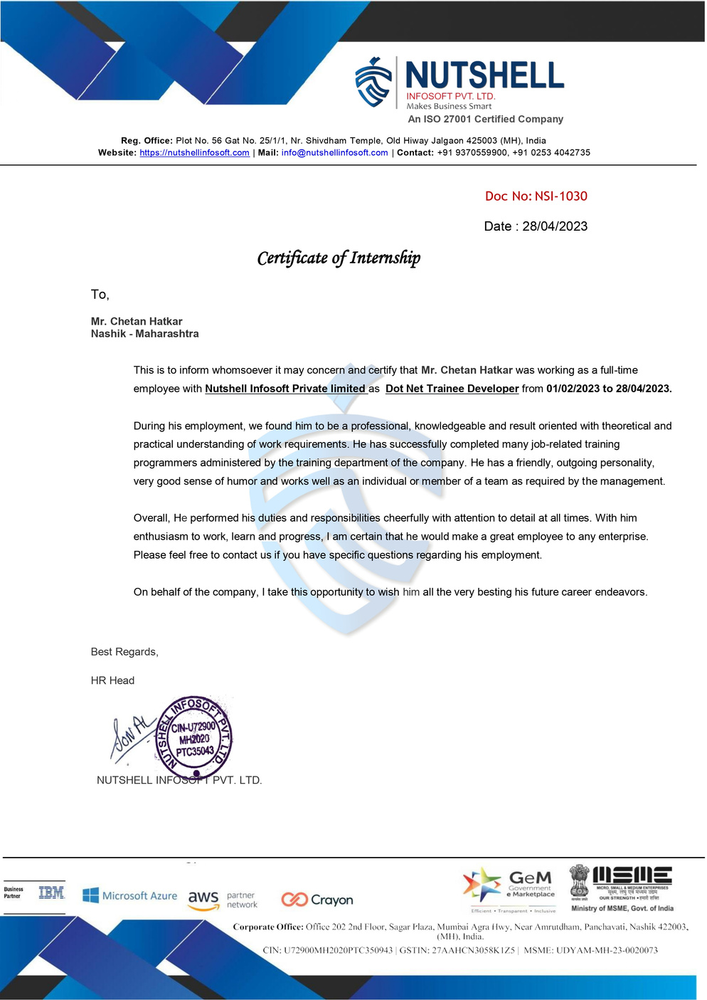 NUTSHELL
INFOSOFT PVT. LTD.
Makes Business Smart
An ISO 27001 Certified Company
Reg. Office: Plot No. 56 Gat No. 25/1/1, Nr. Shivdham Temple, Old Hiway Jalgaon 425003 (MH), India
Website: https://nutshellinfosoft.com | Mail: info@nutshellinfosoft.com | Contact: +91 9370559900, +91 0253 4042735
Doc No: NSI-1030
Date : 28/04/2023
Certificate of Internship
To,
Mr. Chetan Hatkar
Nashik - Maharashtra
This is to inform whomsoever it may concern and certify that Mr. Chetan Hatkar was working as a full-time
employee with Nutshell Infosoft Private limited as Dot Net Trainee Developer from 01/02/2023 to 28/04/2023.
During his employment, we found him to be a professional, knowledgeable and result oriented with theoretical and
practical understanding of work requirements. He has successfully completed many job-related training
programmers administered by the training department of the company. He has a friendly, outgoing personality,
very good sense of humor and works well as an individual or member of a team as required by the management.
Overall, He performed his duties and responsibilities cheerfully with attention to detail at all times. With him
enthusiasm to work, learn and progress, I am certain that he would make a great employee to any enterprise.
Please feel free to contact us if you have specific questions regarding his employment.
On behalf of the company, I take this opportunity to wish him all the very besting his future career endeavors.
Best Regards,
HR Head
SONAL
NUTSHELL INFOSOFT PVT. LTD.
CIN-U72900
MH2020
PTC35043
NUTSHELL INFOSOFT PVT. LTD.
Business
Partner
IBM
Microsoft Azure
aws partner
network
Crayon
GeM
Government
e Marketplace
Efficient • Transparent • Inclusive
MSME
MICRO, SMALL & MEDIUM ENTERPRISES
सूक्ष्म, लघु एवं मध्यम उद्यम
OUR STRENGTH • हमारी शक्ति
Ministry of MSME, Govt. of India
Corporate Office: Office 202 2nd Floor, Sagar Plaza, Mumbai Agra Hwy, Near Amrutdham, Panchavati, Nashik 422003,
(MH), India.
CIN: U72900MH2020PTC350943 | GSTIN: 27AAHCN3058K1Z5 | MSME: UDYAM-MH-23-0020073